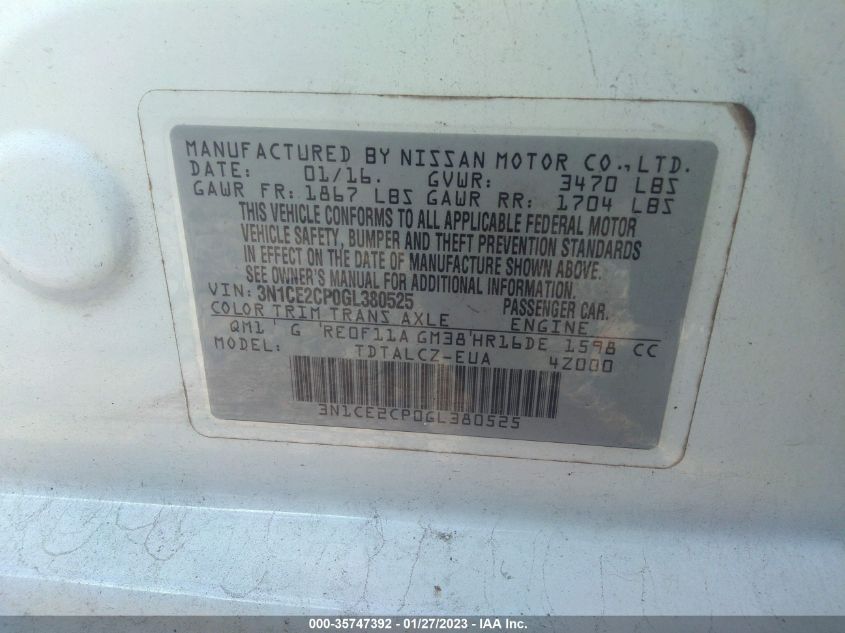 MANUFACTURED BY NISSAN MOTOR CO., LTD.
DATE: 01/16. GVWR: 3470 LBS
GAWR FR: 1867 LBS GAWR RR: 1704 LBS
THIS VEHICLE CONFORMS TO ALL APPLICABLE FEDERAL MOTOR
VEHICLE SAFETY, BUMPER AND THEFT PREVENTION STANDARDS
IN EFFECT ON THE DATE OF MANUFACTURE SHOWN ABOVE.
SEE OWNER'S MANUAL FOR ADDITIONAL INFORMATION.
VIN: 3N1CE2CP0GL380525 PASSENGER CAR.
COLOR TRIM TRANS AXLE ENGINE
QM1 ' G 'RE0F11A GM38'HR16DE 1598 CC
MODEL: TDTALCZ-EUA 4Z000
3N1CE2CP0GL380525
000-35747392 - 01/27/2023 - IAA Inc.